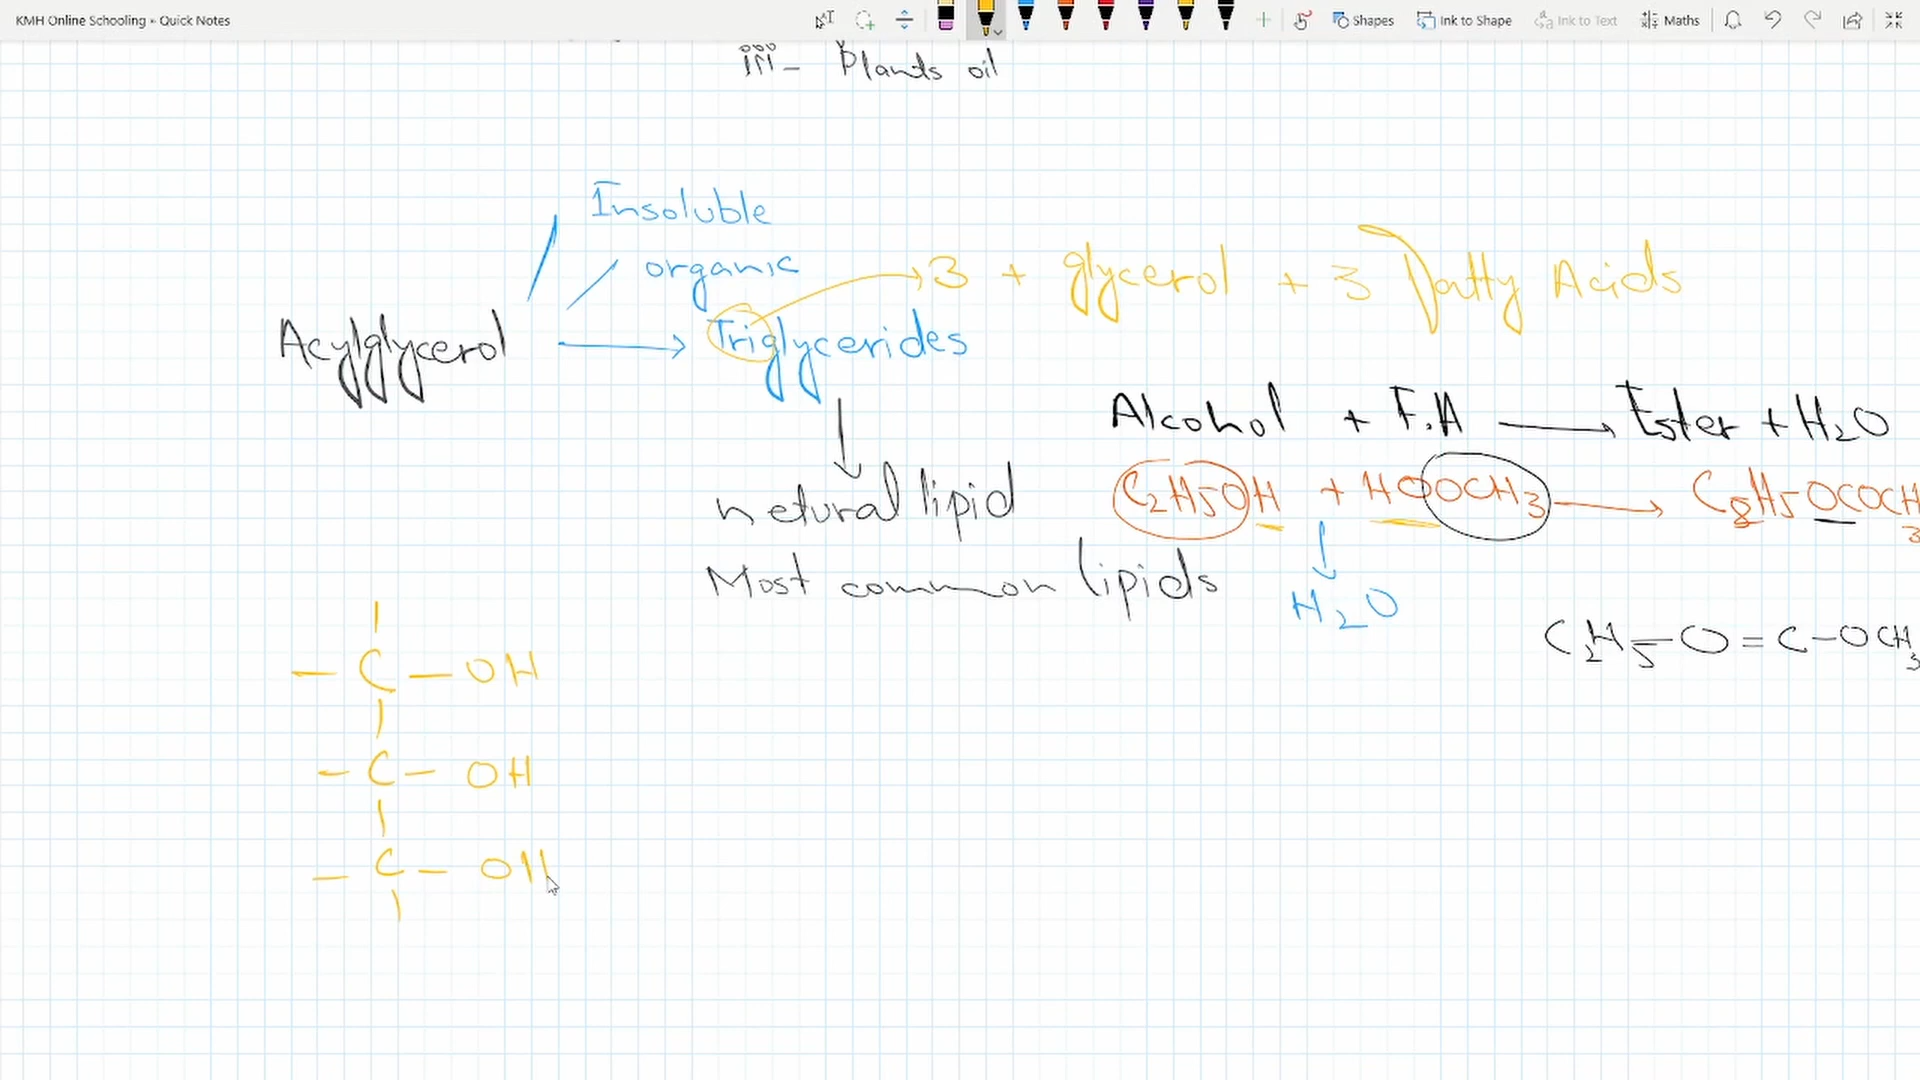 KMH Online Schooling » Quick Notes
Shapes Ink to Shape Ink to Text Maths
iii- Plants oil
Insoluble
organic
3 + glycerol + 3 Fatty Acids
Acylglycerol
Triglycerides
Alcohol + F.A → Ester + H2O
netural lipid
C2H5OH + HOOCH3 → C2H5OCOCH3
Most common lipids
H2O
C2H5-O=C-OCH3
-C-OH
-C-OH
-C-OH